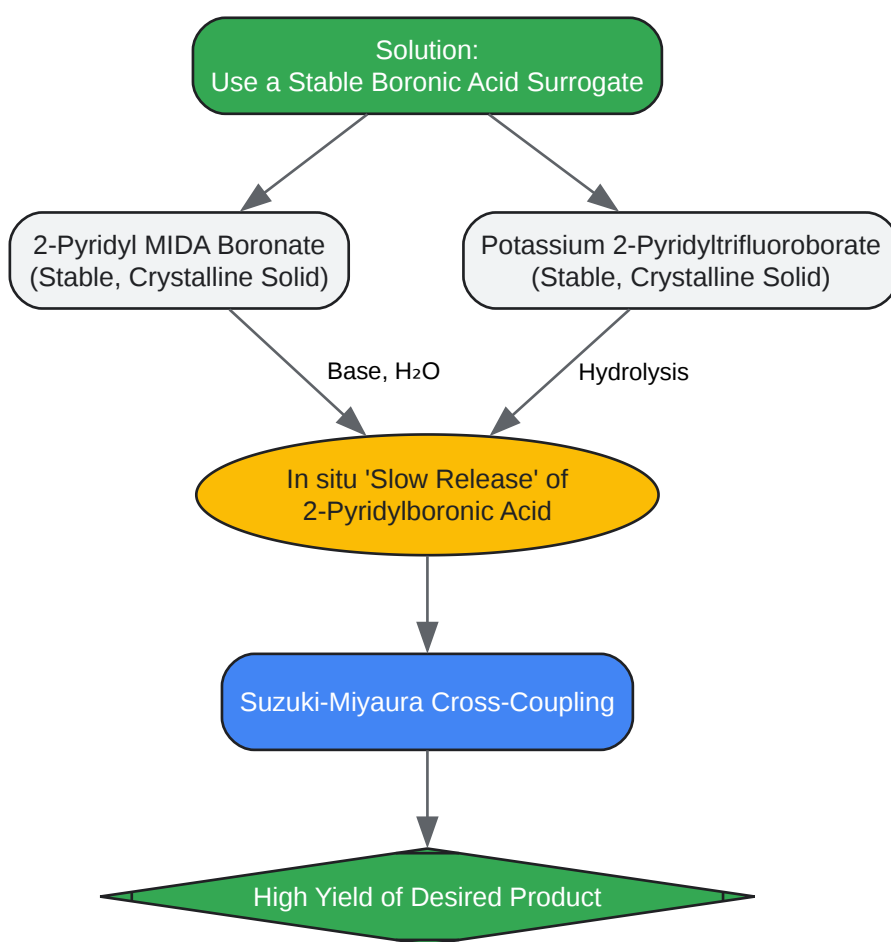 Solution:
Use a Stable Boronic Acid Surrogate
2-Pyridyl MIDA Boronate
(Stable, Crystalline Solid)
Potassium 2-Pyridyltrifluoroborate
(Stable, Crystalline Solid)
Base, H₂O
Hydrolysis
In situ 'Slow Release' of
2-Pyridylboronic Acid
Suzuki-Miyaura Cross-Coupling
High Yield of Desired Product